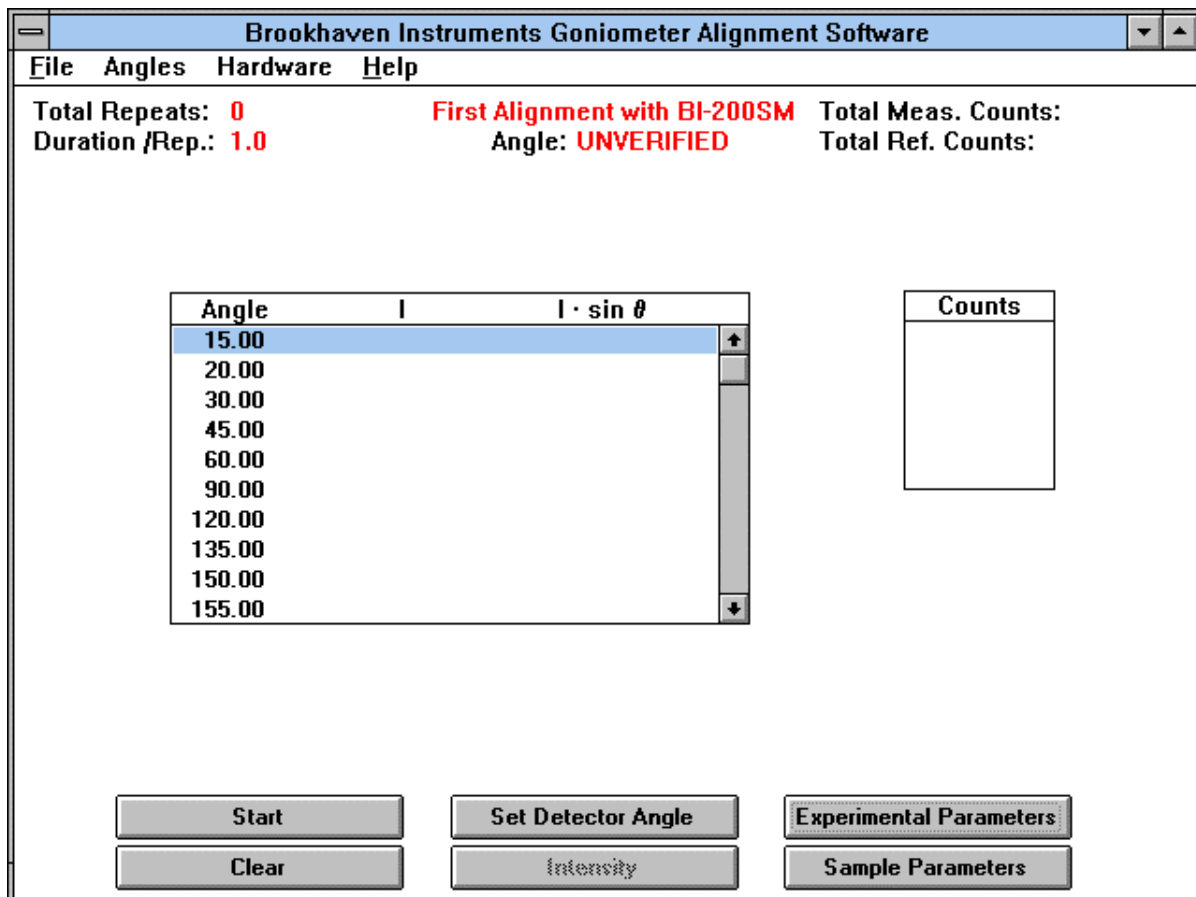 Brookhaven Instruments Goniometer Alignment Software
File Angles Hardware Help
Total Repeats: 0 First Alignment with BI-200SM Total Meas. Counts:
Duration /Rep.: 1.0 Angle: UNVERIFIED Total Ref. Counts:
Angle I I · sin θ Counts
15.00
20.00
30.00
45.00
60.00
90.00
120.00
135.00
150.00
155.00
Start Set Detector Angle Experimental Parameters
Clear Intensity Sample Parameters